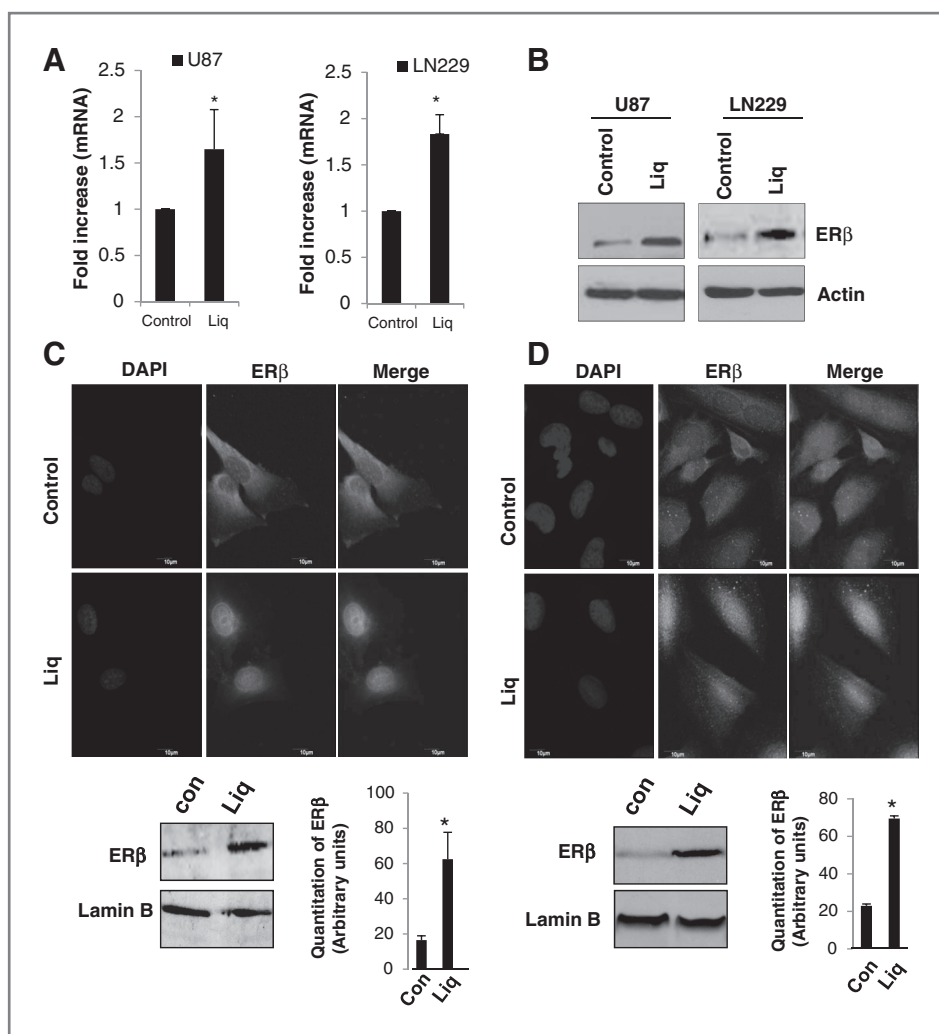 A
U87
Fold increase (mRNA)
2.5
2
1.5
1
0.5
0
Control
Liq
*
LN229
Fold increase (mRNA)
2.5
2
1.5
1
0.5
0
Control
Liq
*
B
U87
LN229
Control
Liq
Control
Liq
ERβ
Actin
C
DAPI
ERβ
Merge
Control
10µm
10µm
10µm
Liq
10µm
10µm
10µm
con
Liq
ERβ
Lamin B
Quantitation of ERβ
(Arbitrary units)
100
80
60
40
20
0
*
Con
Liq
D
DAPI
ERβ
Merge
Control
10µm
10µm
10µm
Liq
10µm
10µm
10µm
con
Liq
ERβ
Lamin B
Quantitation of ERβ
(Arbitrary units)
80
60
40
20
0
*
Con
Liq